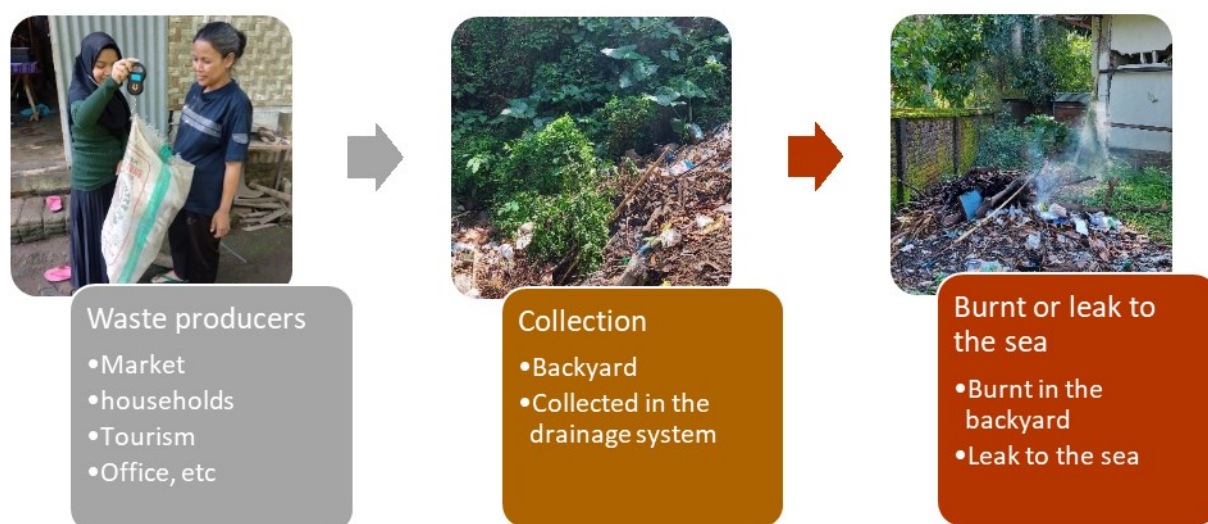 Waste producers
•Market
•households
•Tourism
•Office, etc
Collection
•Backyard
•Collected in the
drainage system
Burnt or leak to
the sea
•Burnt in the
backyard
•Leak to the sea